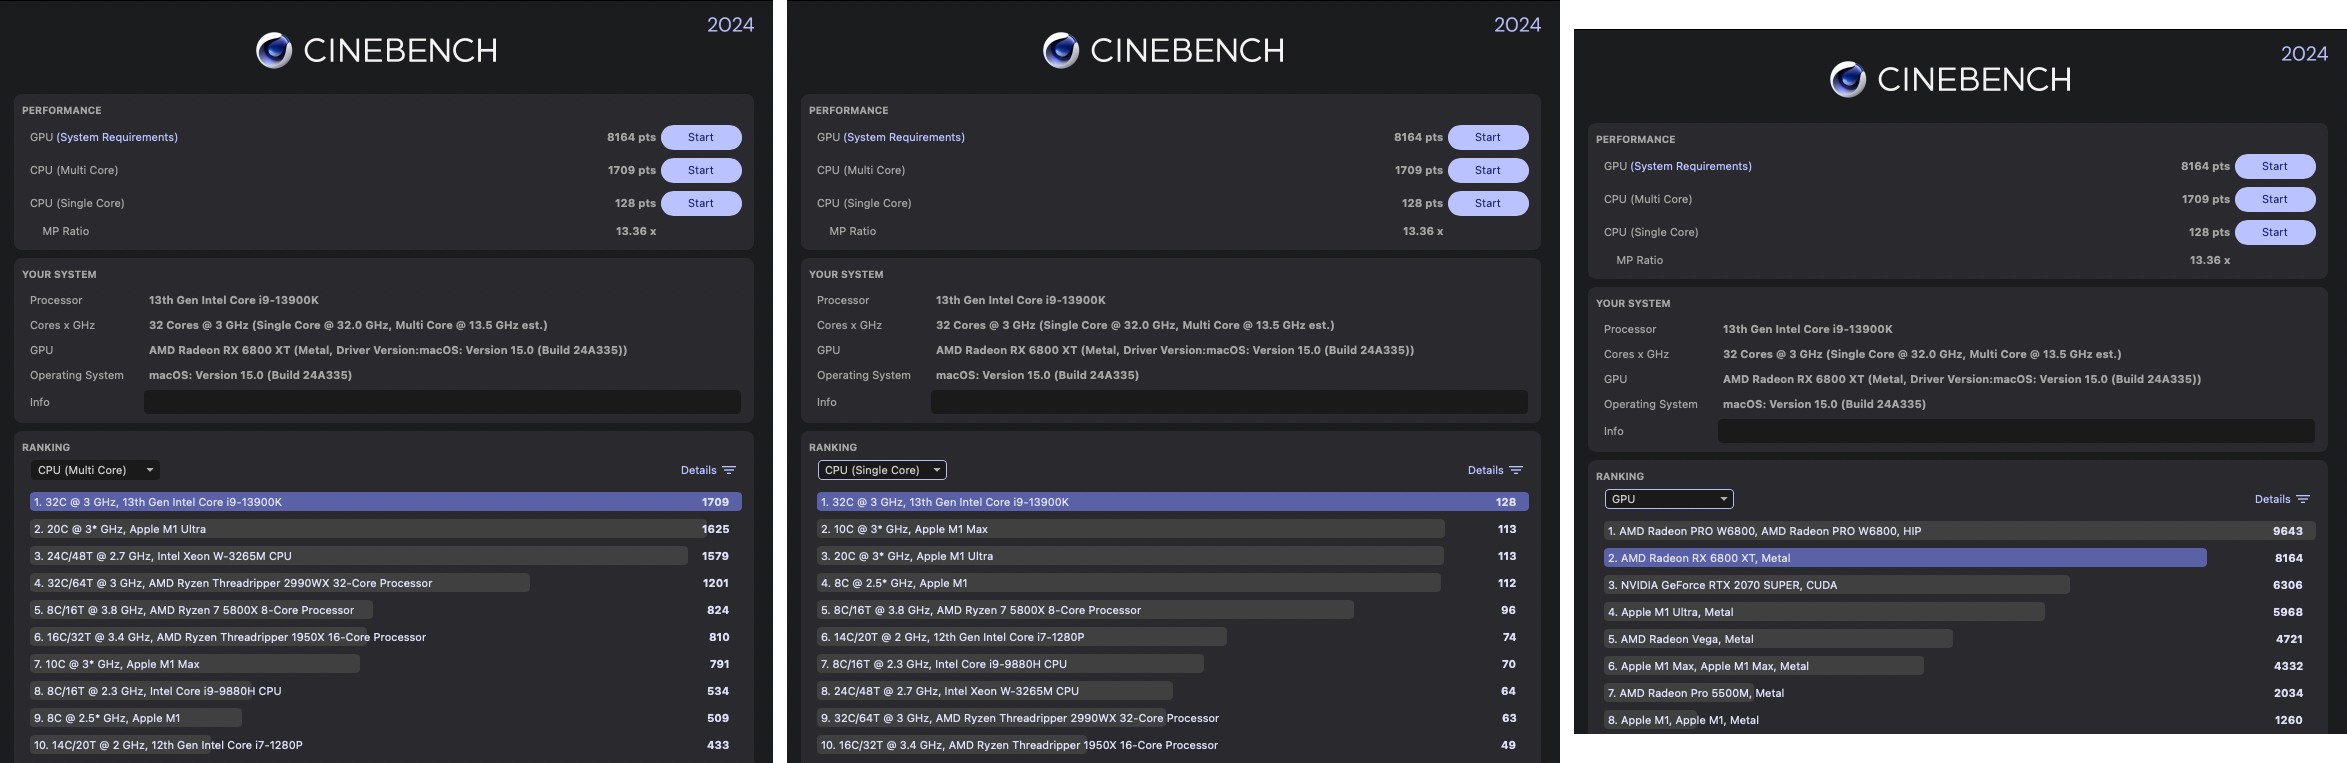 2024
CINEBENCH
PERFORMANCE
GPU (System Requirements) 8164 pts Start
CPU (Multi Core) 1709 pts Start
CPU (Single Core) 128 pts Start
MP Ratio 13.36 x
YOUR SYSTEM
Processor 13th Gen Intel Core i9-13900K
Cores x GHz 32 Cores @ 3 GHz (Single Core @ 32.0 GHz, Multi Core @ 13.5 GHz est.)
GPU AMD Radeon RX 6800 XT (Metal, Driver Version:macOS: Version 15.0 (Build 24A335))
Operating System macOS: Version 15.0 (Build 24A335)
Info
RANKING
CPU (Multi Core) Details
1. 32C @ 3 GHz, 13th Gen Intel Core i9-13900K 1709
2. 20C @ 3* GHz, Apple M1 Ultra 1625
3. 24C/48T @ 2.7 GHz, Intel Xeon W-3265M CPU 1579
4. 32C/64T @ 3 GHz, AMD Ryzen Threadripper 2990WX 32-Core Processor 1201
5. 8C/16T @ 3.8 GHz, AMD Ryzen 7 5800X 8-Core Processor 824
6. 16C/32T @ 3.4 GHz, AMD Ryzen Threadripper 1950X 16-Core Processor 810
7. 10C @ 3* GHz, Apple M1 Max 791
8. 8C/16T @ 2.3 GHz, Intel Core i9-9880H CPU 534
9. 8C @ 2.5* GHz, Apple M1 509
10. 14C/20T @ 2 GHz, 12th Gen Intel Core i7-1280P 433
2024
CINEBENCH
PERFORMANCE
GPU (System Requirements) 8164 pts Start
CPU (Multi Core) 1709 pts Start
CPU (Single Core) 128 pts Start
MP Ratio 13.36 x
YOUR SYSTEM
Processor 13th Gen Intel Core i9-13900K
Cores x GHz 32 Cores @ 3 GHz (Single Core @ 32.0 GHz, Multi Core @ 13.5 GHz est.)
GPU AMD Radeon RX 6800 XT (Metal, Driver Version:macOS: Version 15.0 (Build 24A335))
Operating System macOS: Version 15.0 (Build 24A335)
Info
RANKING
CPU (Single Core) Details
1. 32C @ 3 GHz, 13th Gen Intel Core i9-13900K 128
2. 10C @ 3* GHz, Apple M1 Max 113
3. 20C @ 3* GHz, Apple M1 Ultra 113
4. 8C @ 2.5* GHz, Apple M1 112
5. 8C/16T @ 3.8 GHz, AMD Ryzen 7 5800X 8-Core Processor 96
6. 14C/20T @ 2 GHz, 12th Gen Intel Core i7-1280P 74
7. 8C/16T @ 2.3 GHz, Intel Core i9-9880H CPU 70
8. 24C/48T @ 2.7 GHz, Intel Xeon W-3265M CPU 64
9. 32C/64T @ 3 GHz, AMD Ryzen Threadripper 2990WX 32-Core Processor 63
10. 16C/32T @ 3.4 GHz, AMD Ryzen Threadripper 1950X 16-Core Processor 49
2024
CINEBENCH
PERFORMANCE
GPU (System Requirements) 8164 pts Start
CPU (Multi Core) 1709 pts Start
CPU (Single Core) 128 pts Start
MP Ratio 13.36 x
YOUR SYSTEM
Processor 13th Gen Intel Core i9-13900K
Cores x GHz 32 Cores @ 3 GHz (Single Core @ 32.0 GHz, Multi Core @ 13.5 GHz est.)
GPU AMD Radeon RX 6800 XT (Metal, Driver Version:macOS: Version 15.0 (Build 24A335))
Operating System macOS: Version 15.0 (Build 24A335)
Info
RANKING
GPU Details
1. AMD Radeon PRO W6800, AMD Radeon PRO W6800, HIP 9643
2. AMD Radeon RX 6800 XT, Metal 8164
3. NVIDIA GeForce RTX 2070 SUPER, CUDA 6306
4. Apple M1 Ultra, Metal 5968
5. AMD Radeon Vega, Metal 4721
6. Apple M1 Max, Apple M1 Max, Metal 4332
7. AMD Radeon Pro 5500M, Metal 2034
8. Apple M1, Apple M1, Metal 1260